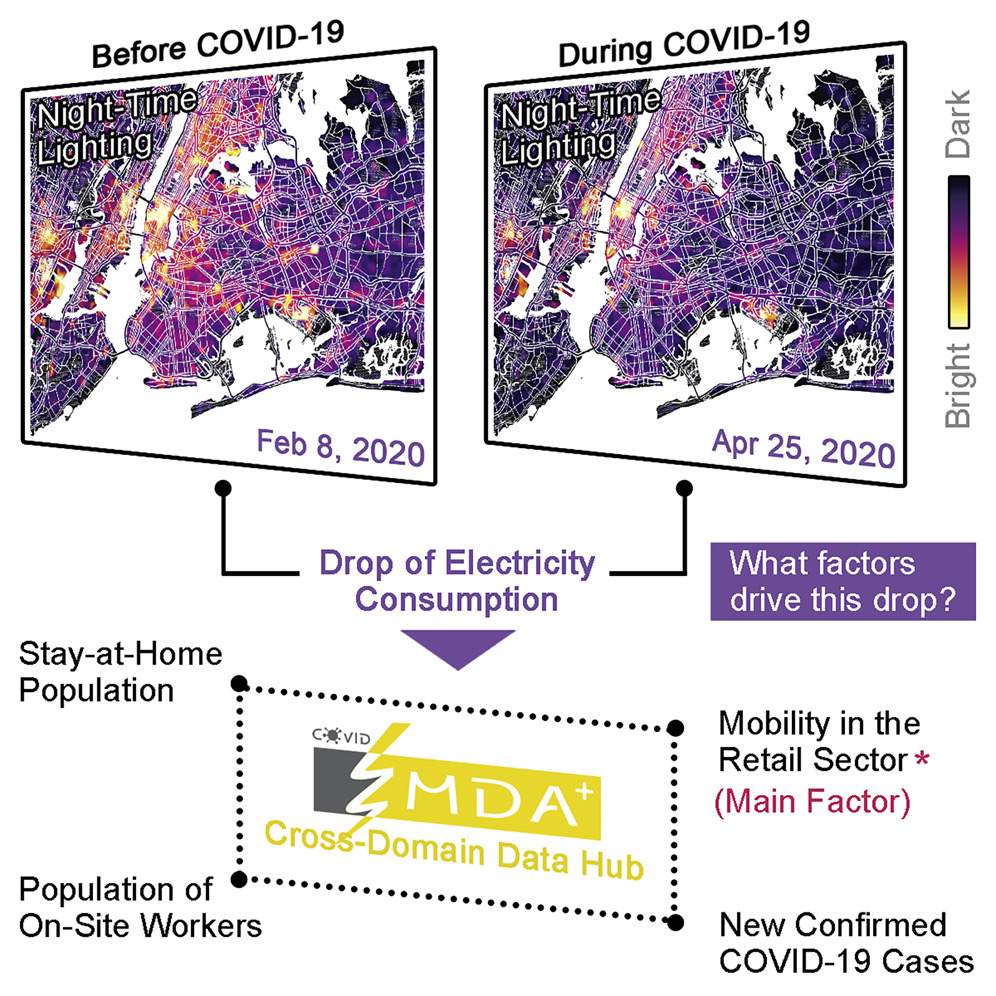 Before COVID-19
During COVID-19
Night-Time
Lighting
Night-Time
Lighting
Dark
Bright
Feb 8, 2020
Apr 25, 2020
Drop of Electricity
Consumption
What factors
drive this drop?
Stay-at-Home
Population
Mobility in the
Retail Sector *
(Main Factor)
COVID
EMDA+
Cross-Domain Data Hub
Population of
On-Site Workers
New Confirmed
COVID-19 Cases